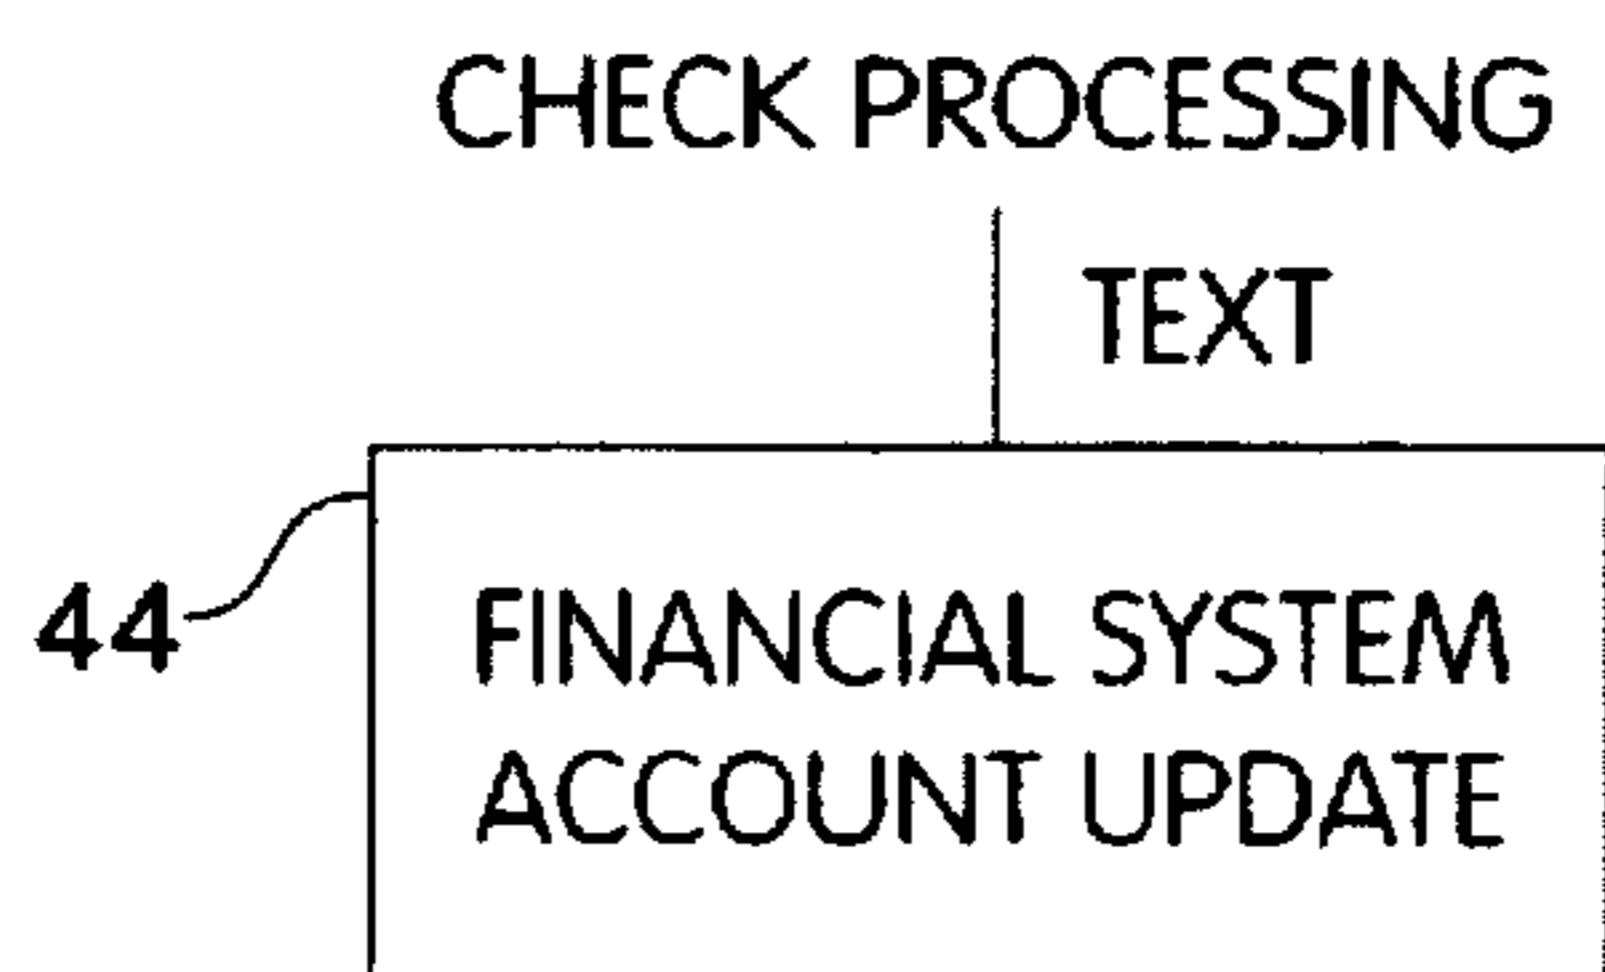 CHECK PROCESSING
TEXT
44
FINANCIAL SYSTEM
ACCOUNT UPDATE